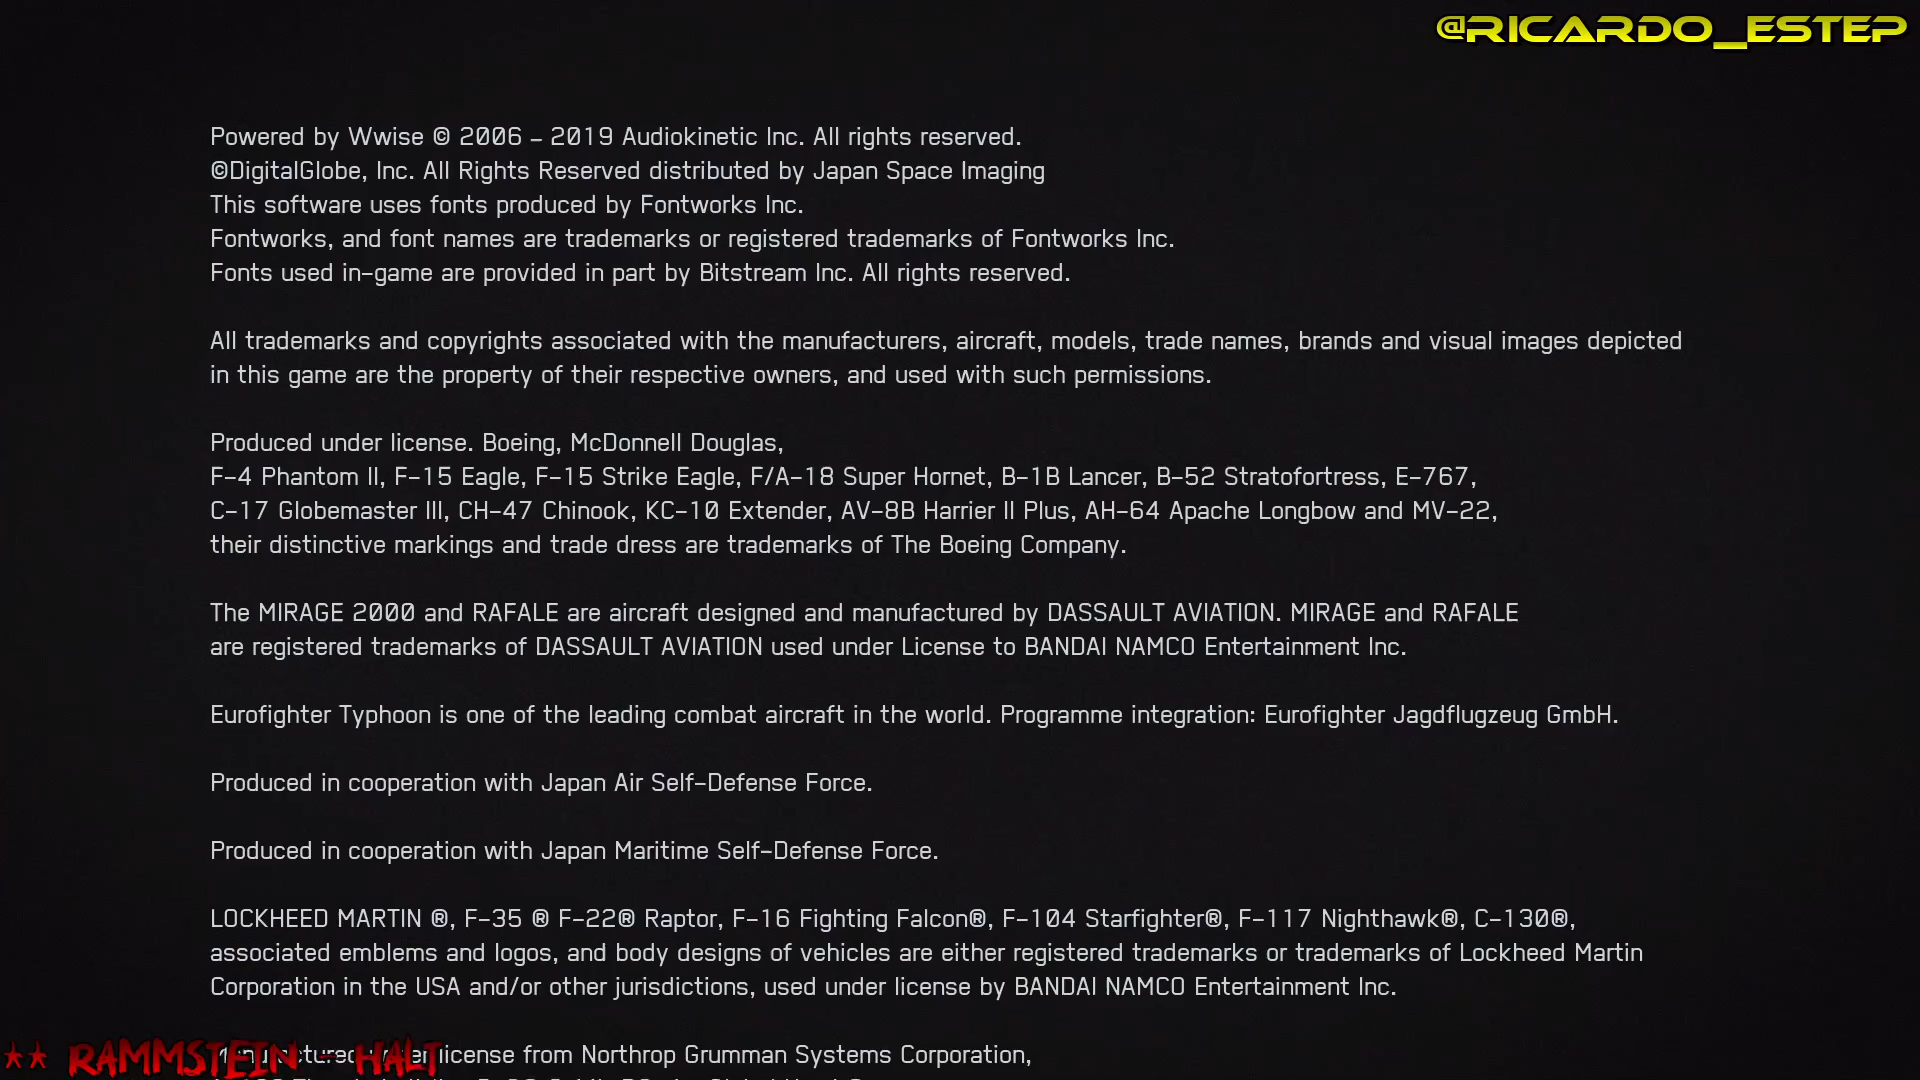 @RICARDO_ESTEP
Powered by Wwise © 2006 – 2019 Audiokinetic Inc. All rights reserved.
©DigitalGlobe, Inc. All Rights Reserved distributed by Japan Space Imaging
This software uses fonts produced by Fontworks Inc.
Fontworks, and font names are trademarks or registered trademarks of Fontworks Inc.
Fonts used in-game are provided in part by Bitstream Inc. All rights reserved.
All trademarks and copyrights associated with the manufacturers, aircraft, models, trade names, brands and visual images depicted
in this game are the property of their respective owners, and used with such permissions.
Produced under license. Boeing, McDonnell Douglas,
F-4 Phantom II, F-15 Eagle, F-15 Strike Eagle, F/A-18 Super Hornet, B-1B Lancer, B-52 Stratofortress, E-767,
C-17 Globemaster III, CH-47 Chinook, KC-10 Extender, AV-8B Harrier II Plus, AH-64 Apache Longbow and MV-22,
their distinctive markings and trade dress are trademarks of The Boeing Company.
The MIRAGE 2000 and RAFALE are aircraft designed and manufactured by DASSAULT AVIATION. MIRAGE and RAFALE
are registered trademarks of DASSAULT AVIATION used under License to BANDAI NAMCO Entertainment Inc.
Eurofighter Typhoon is one of the leading combat aircraft in the world. Programme integration: Eurofighter Jagdflugzeug GmbH.
Produced in cooperation with Japan Air Self-Defense Force.
Produced in cooperation with Japan Maritime Self-Defense Force.
LOCKHEED MARTIN ®, F-35 ® F-22® Raptor, F-16 Fighting Falcon®, F-104 Starfighter®, F-117 Nighthawk®, C-130®,
associated emblems and logos, and body designs of vehicles are either registered trademarks or trademarks of Lockheed Martin
Corporation in the USA and/or other jurisdictions, used under license by BANDAI NAMCO Entertainment Inc.
license from Northrop Grumman Systems Corporation,
** RAMMSTEIN - HALT